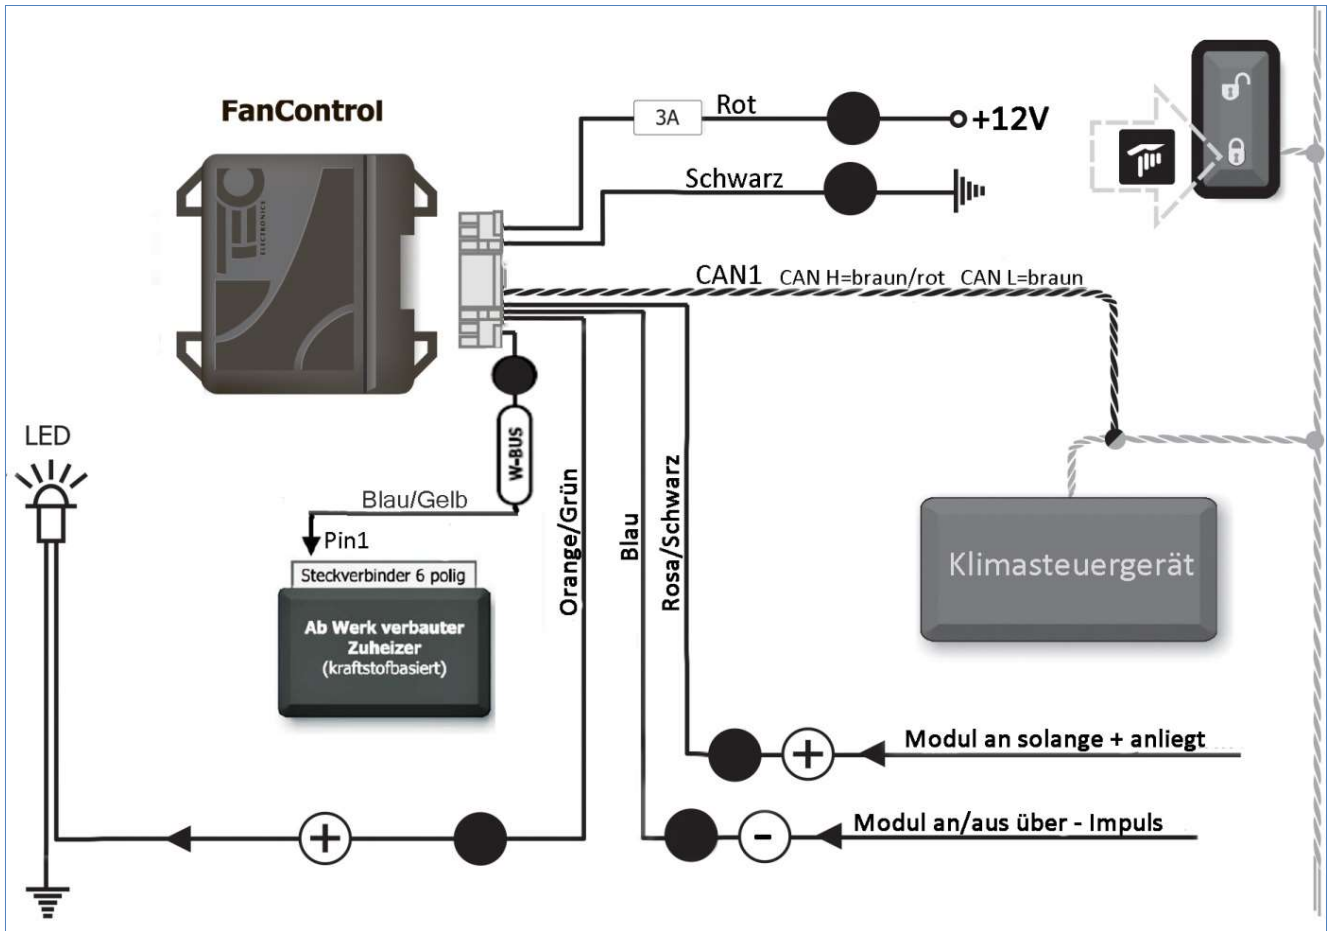 FanControl
3A
Rot
+12V
Schwarz
TEC
ELECTRONICS
CAN1 CAN H=braun/rot CAN L=braun
LED
W-BUS
Blau/Gelb
Pin1
Steckverbinder 6 polig
Ab Werk verbauter
Zuheizer
(kraftstofbasiert)
Orange/Grün
Blau
Rosa/Schwarz
Klimasteuergerät
Modul an solange + anliegt
Modul an/aus über - Impuls
+
+
-